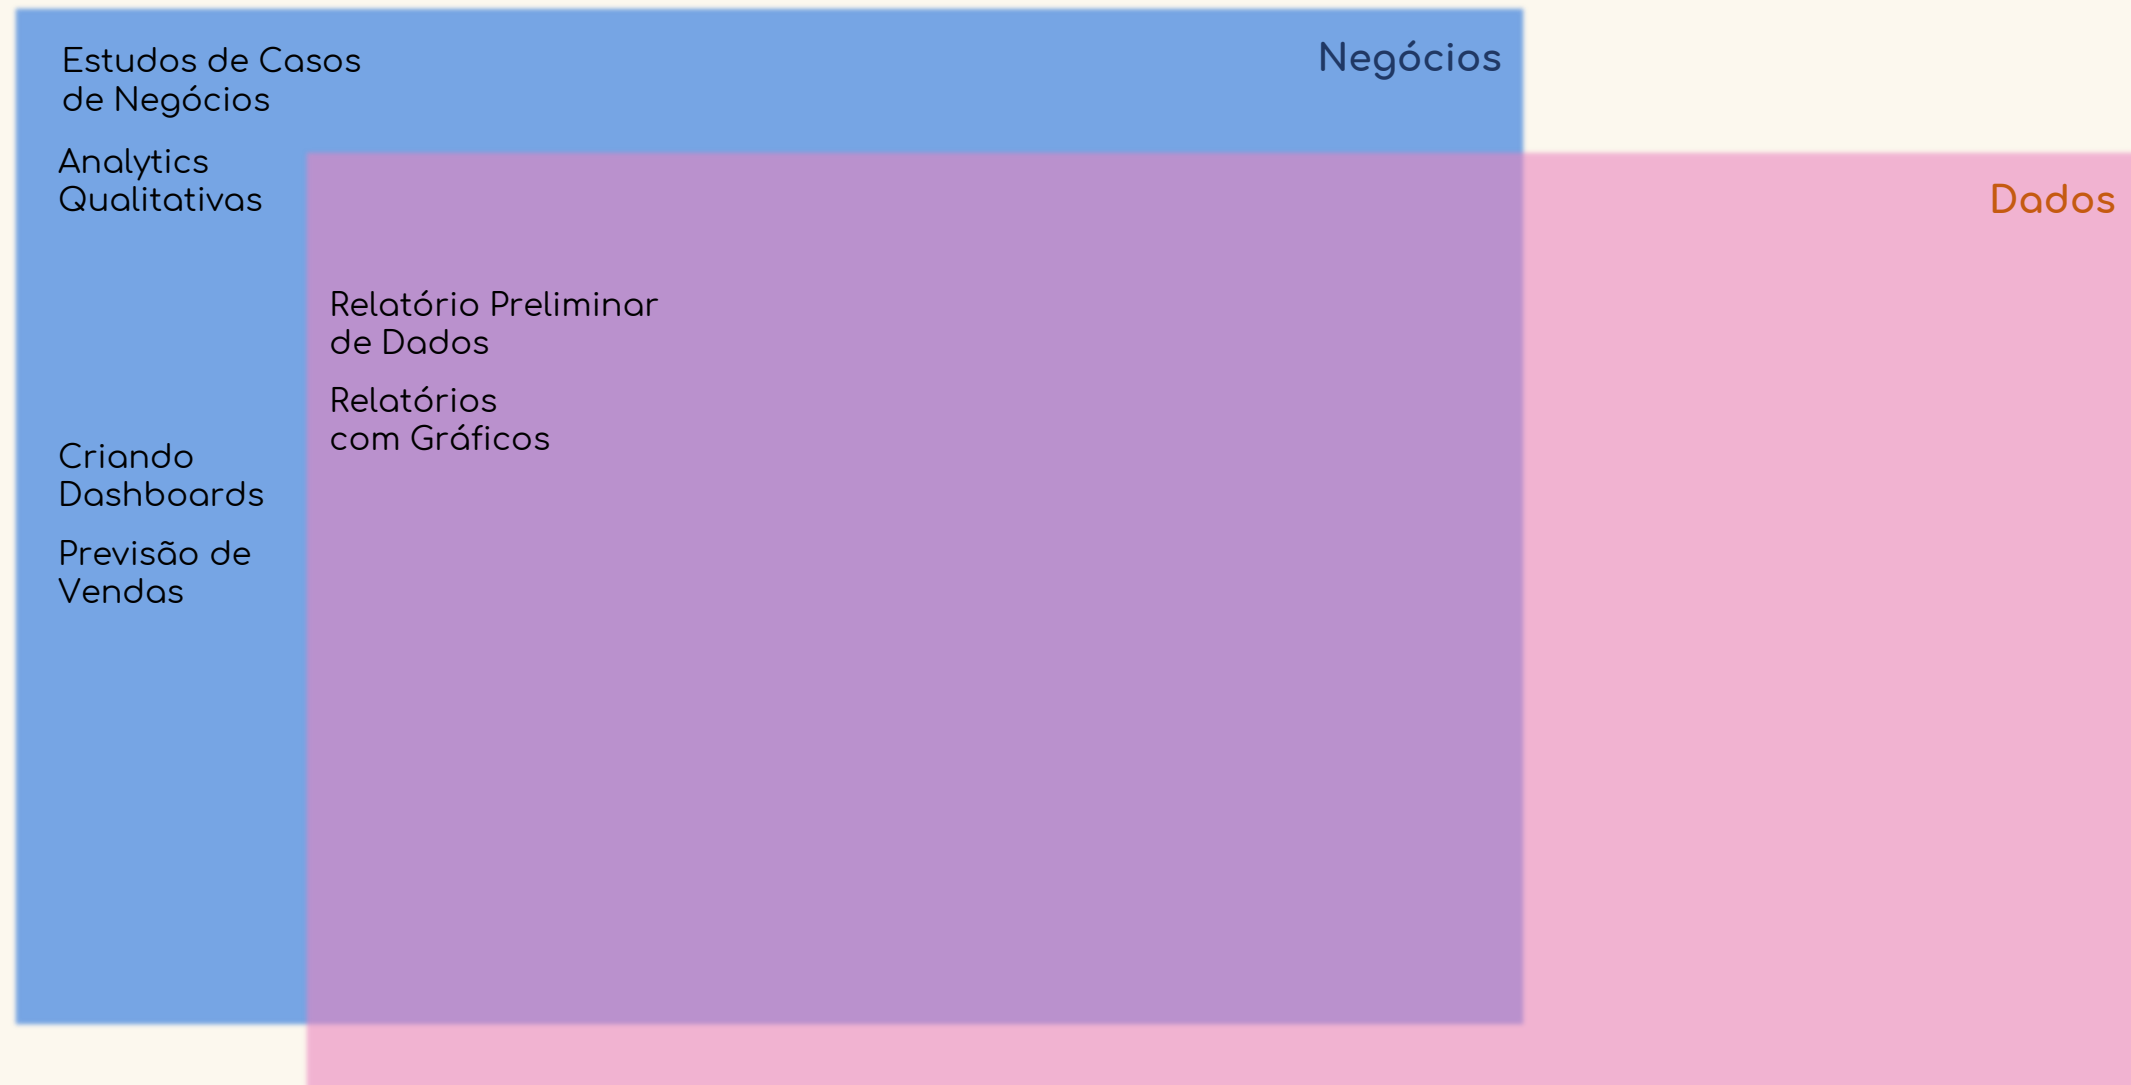 Negócios
Estudos de Casos
de Negócios
Analytics
Qualitativas
Dados
Relatório Preliminar
de Dados
Relatórios
com Gráficos
Criando
Dashboards
Previsão de
Vendas